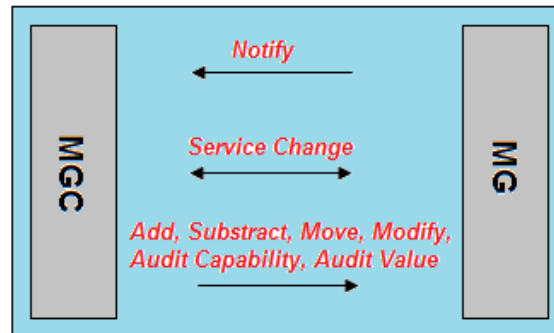 Notify
MGC
Service Change
MG
Add, Substract, Move, Modify,
Audit Capability, Audit Value